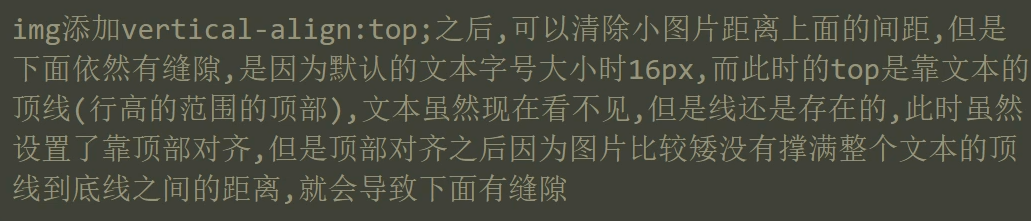 img添加vertical-align:top;之后,可以清除小图片距离上面的间距,但是
下面依然有缝隙,是因为默认的文本字号大小时16px,而此时的top是靠文本的
顶线(行高的范围的顶部),文本虽然现在看不见,但是线还是存在的,此时虽然
设置了靠顶部对齐,但是顶部对齐之后因为图片比较矮没有撑满整个文本的顶
线到底线之间的距离,就会导致下面有缝隙